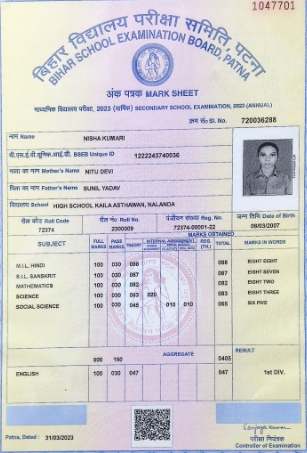 1047701
बिहार विद्यालय परीक्षा समिति, पटना
BIHAR SCHOOL EXAMINATION BOARD, PATNA
अंक पत्रक MARK SHEET
माध्यमिक विद्यालय परीक्षा, 2023 (वार्षिक) SECONDARY SCHOOL EXAMINATION, 2023 (ANNUAL)
क्रम सं० Sl. No. 720036288
नाम Name NISHA KUMARI
बी.एस.ई.बी.यूनिक.आई.डी. BSEB Unique ID 1222243740036
माता का नाम Mother's Name NITU DEVI
पिता का नाम Father's Name SUNIL YADAV
विद्यालय School HIGH SCHOOL KAILA ASTHAWAN, NALANDA
रौल कोड Roll Code रौल नं० Roll No. पंजीयन संख्या Reg. No. जन्म तिथि Date of Birth
72374 2300005 72374-00001-22 08/03/2007
MARKS OBTAINED
SUBJECT FULL MARKS PASS MARKS THEORY INTERNAL ASSESSMENT REG. (TH.) TOTAL MARKS IN WORDS
M.I.L. HINDI 100 030 088 088 EIGHT EIGHT
S.I.L. SANSKRIT 100 030 087 087 EIGHT SEVEN
MATHEMATICS 100 030 082 082 EIGHT TWO
SCIENCE 100 030 063 020 083 EIGHT THREE
SOCIAL SCIENCE 100 030 045 010 010 065 SIX FIVE
500 150 AGGREGATE 0405 RESULT
ENGLISH 100 030 047 047 1st DIV.
Patna, Dated : 31/03/2023
परीक्षा नियंत्रक
Controller of Examination